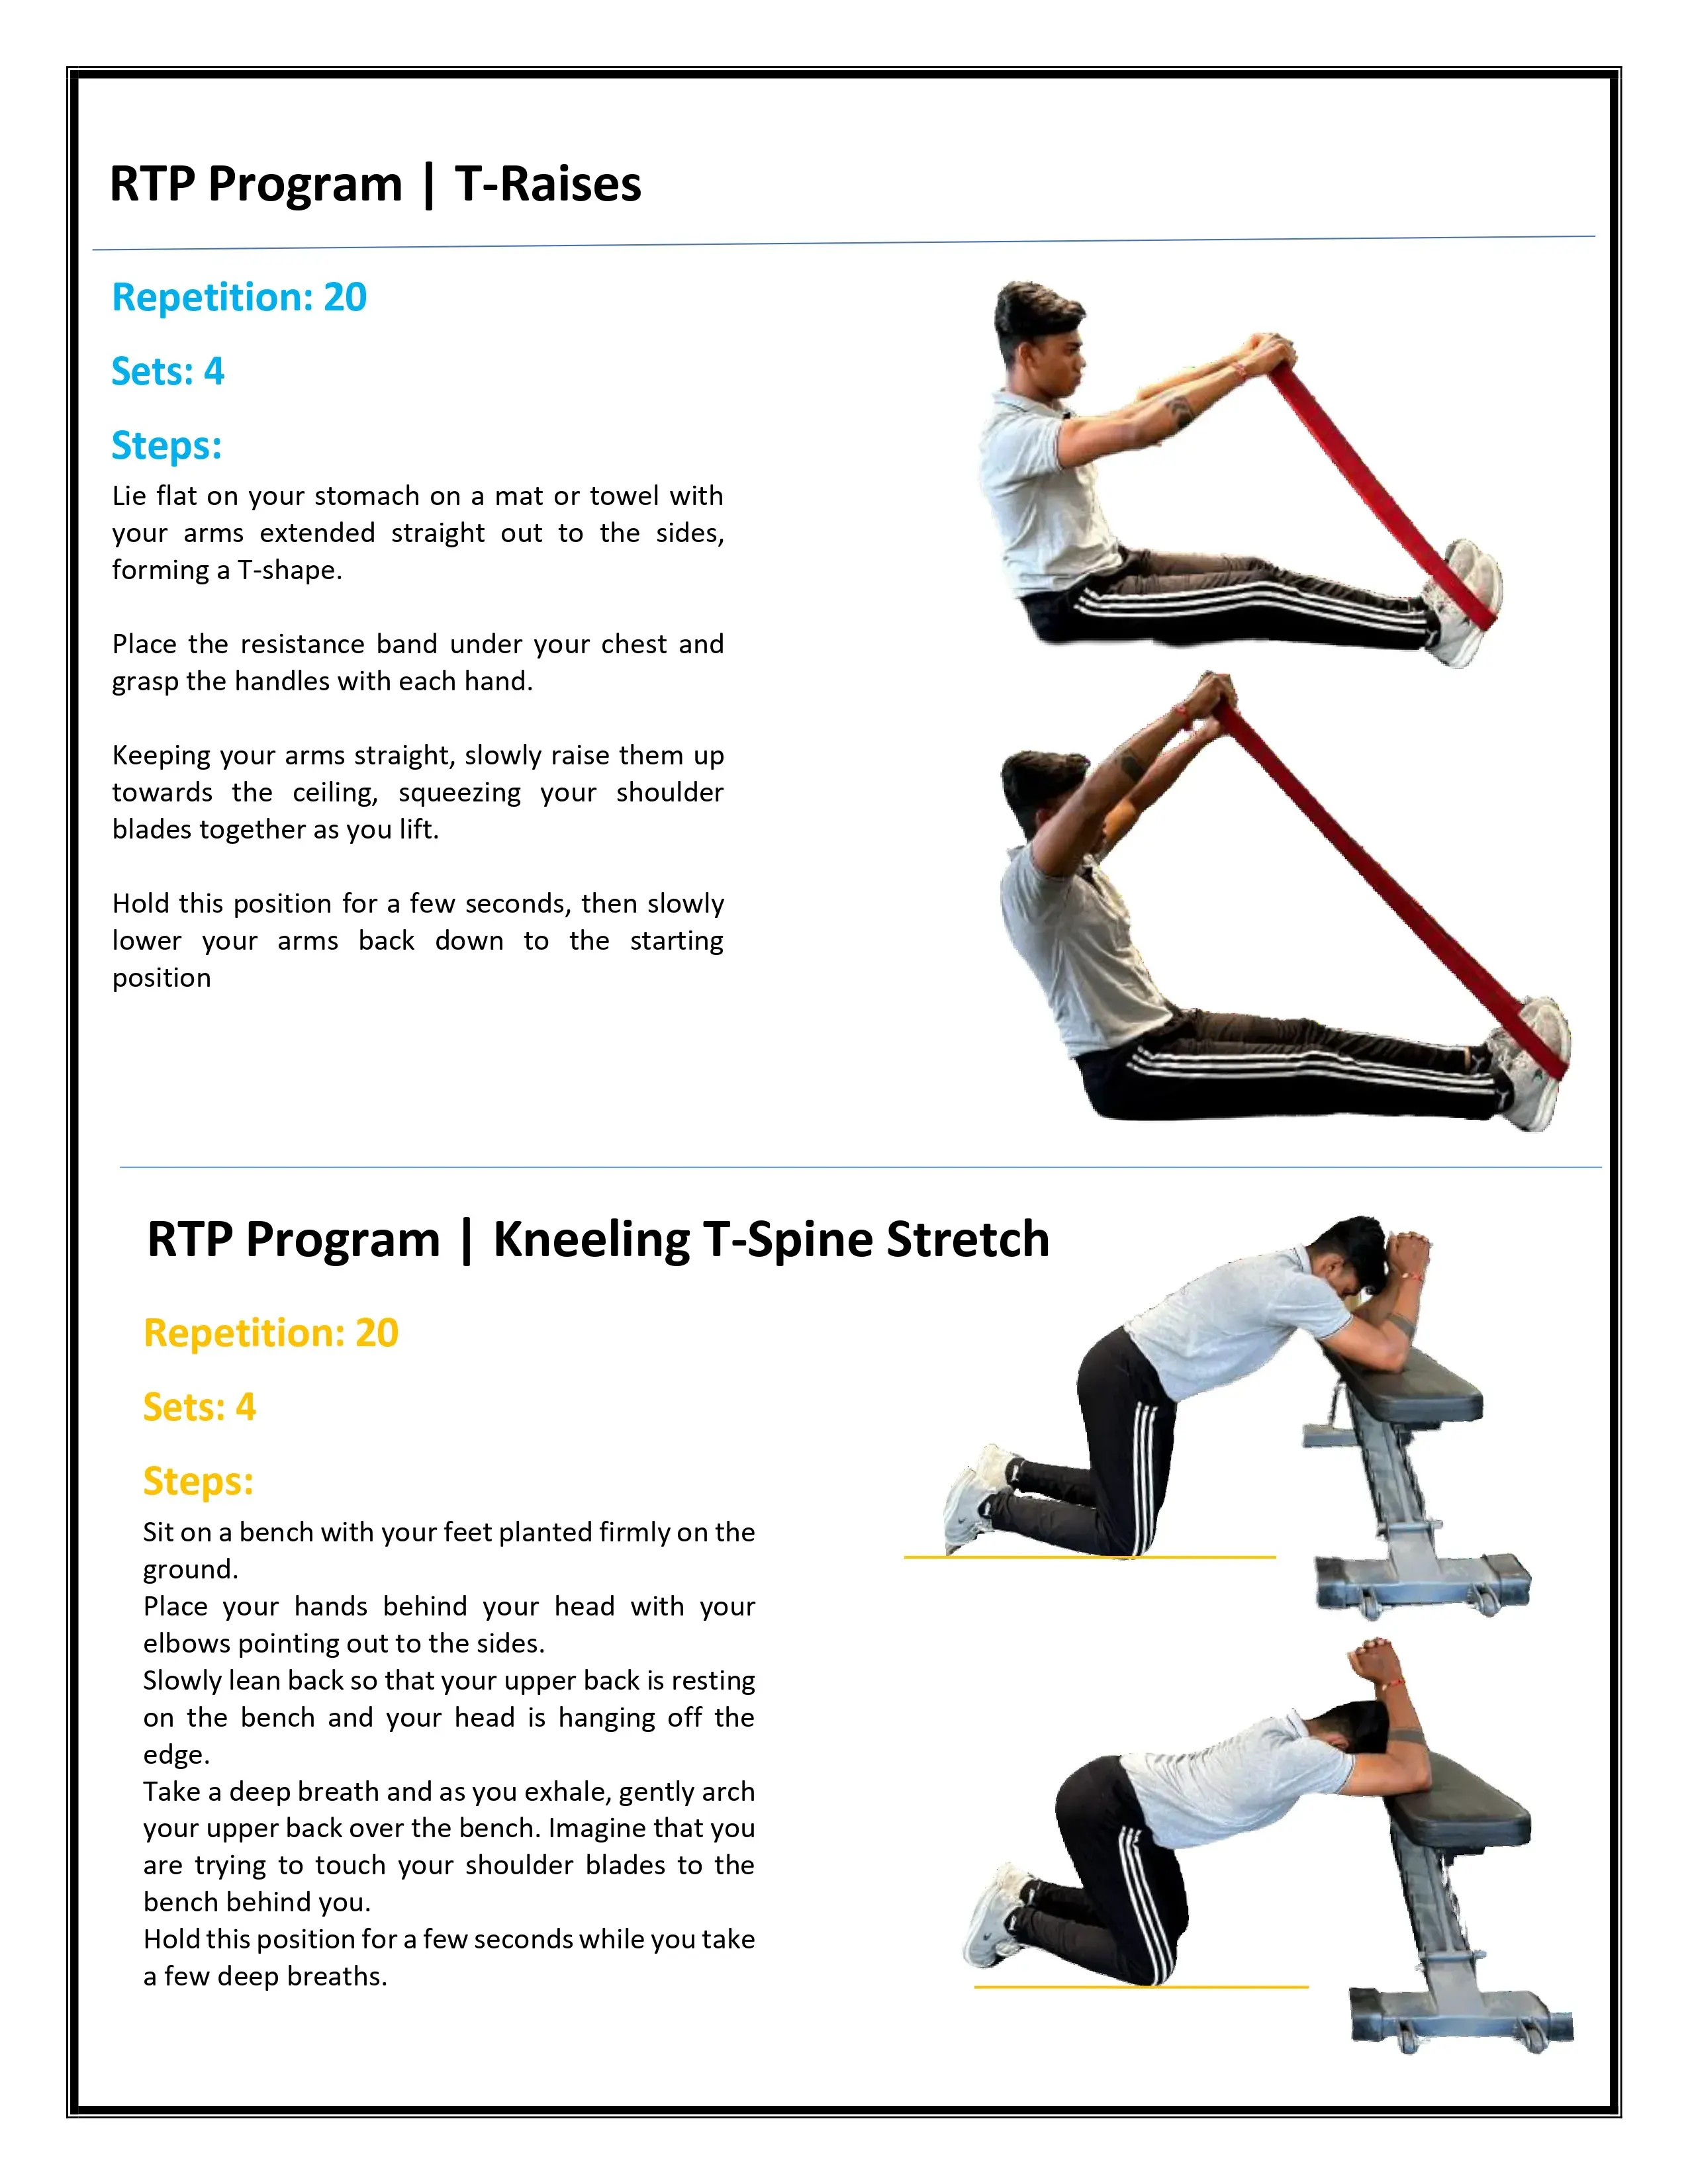 RTP Program | T-Raises
Repetition: 20
Sets: 4
Steps:
Lie flat on your stomach on a mat or towel with
your arms extended straight out to the sides,
forming a T-shape.
Place the resistance band under your chest and
grasp the handles with each hand.
Keeping your arms straight, slowly raise them up
towards the ceiling, squeezing your shoulder
blades together as you lift.
Hold this position for a few seconds, then slowly
lower your arms back down to the starting
position
RTP Program | Kneeling T-Spine Stretch
Repetition: 20
Sets: 4
Steps:
Sit on a bench with your feet planted firmly on the
ground.
Place your hands behind your head with your
elbows pointing out to the sides.
Slowly lean back so that your upper back is resting
on the bench and your head is hanging off the
edge.
Take a deep breath and as you exhale, gently arch
your upper back over the bench. Imagine that you
are trying to touch your shoulder blades to the
bench behind you.
Hold this position for a few seconds while you take
a few deep breaths.